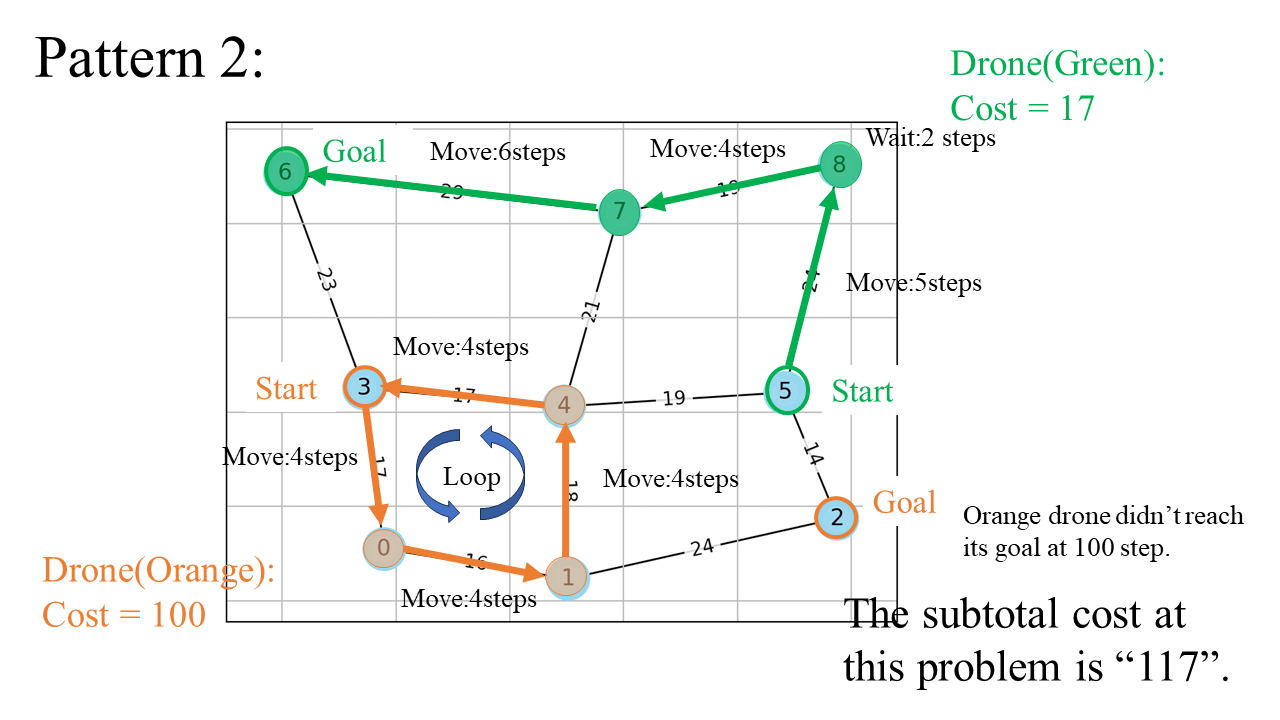 Pattern 2:
Drone(Green):
Cost = 17
Wait:2 steps
Goal
Move:6steps
Move:4steps
6
8
29
19
7
23
21
24
Move:5steps
Move:4steps
Start
3
17
4
19
5
Start
Move:4steps
17
Loop
18
Move:4steps
14
Goal
2
Orange drone didn’t reach
its goal at 100 step.
0
16
1
24
Move:4steps
Drone(Orange):
Cost = 100
The subtotal cost at
this problem is “117”.